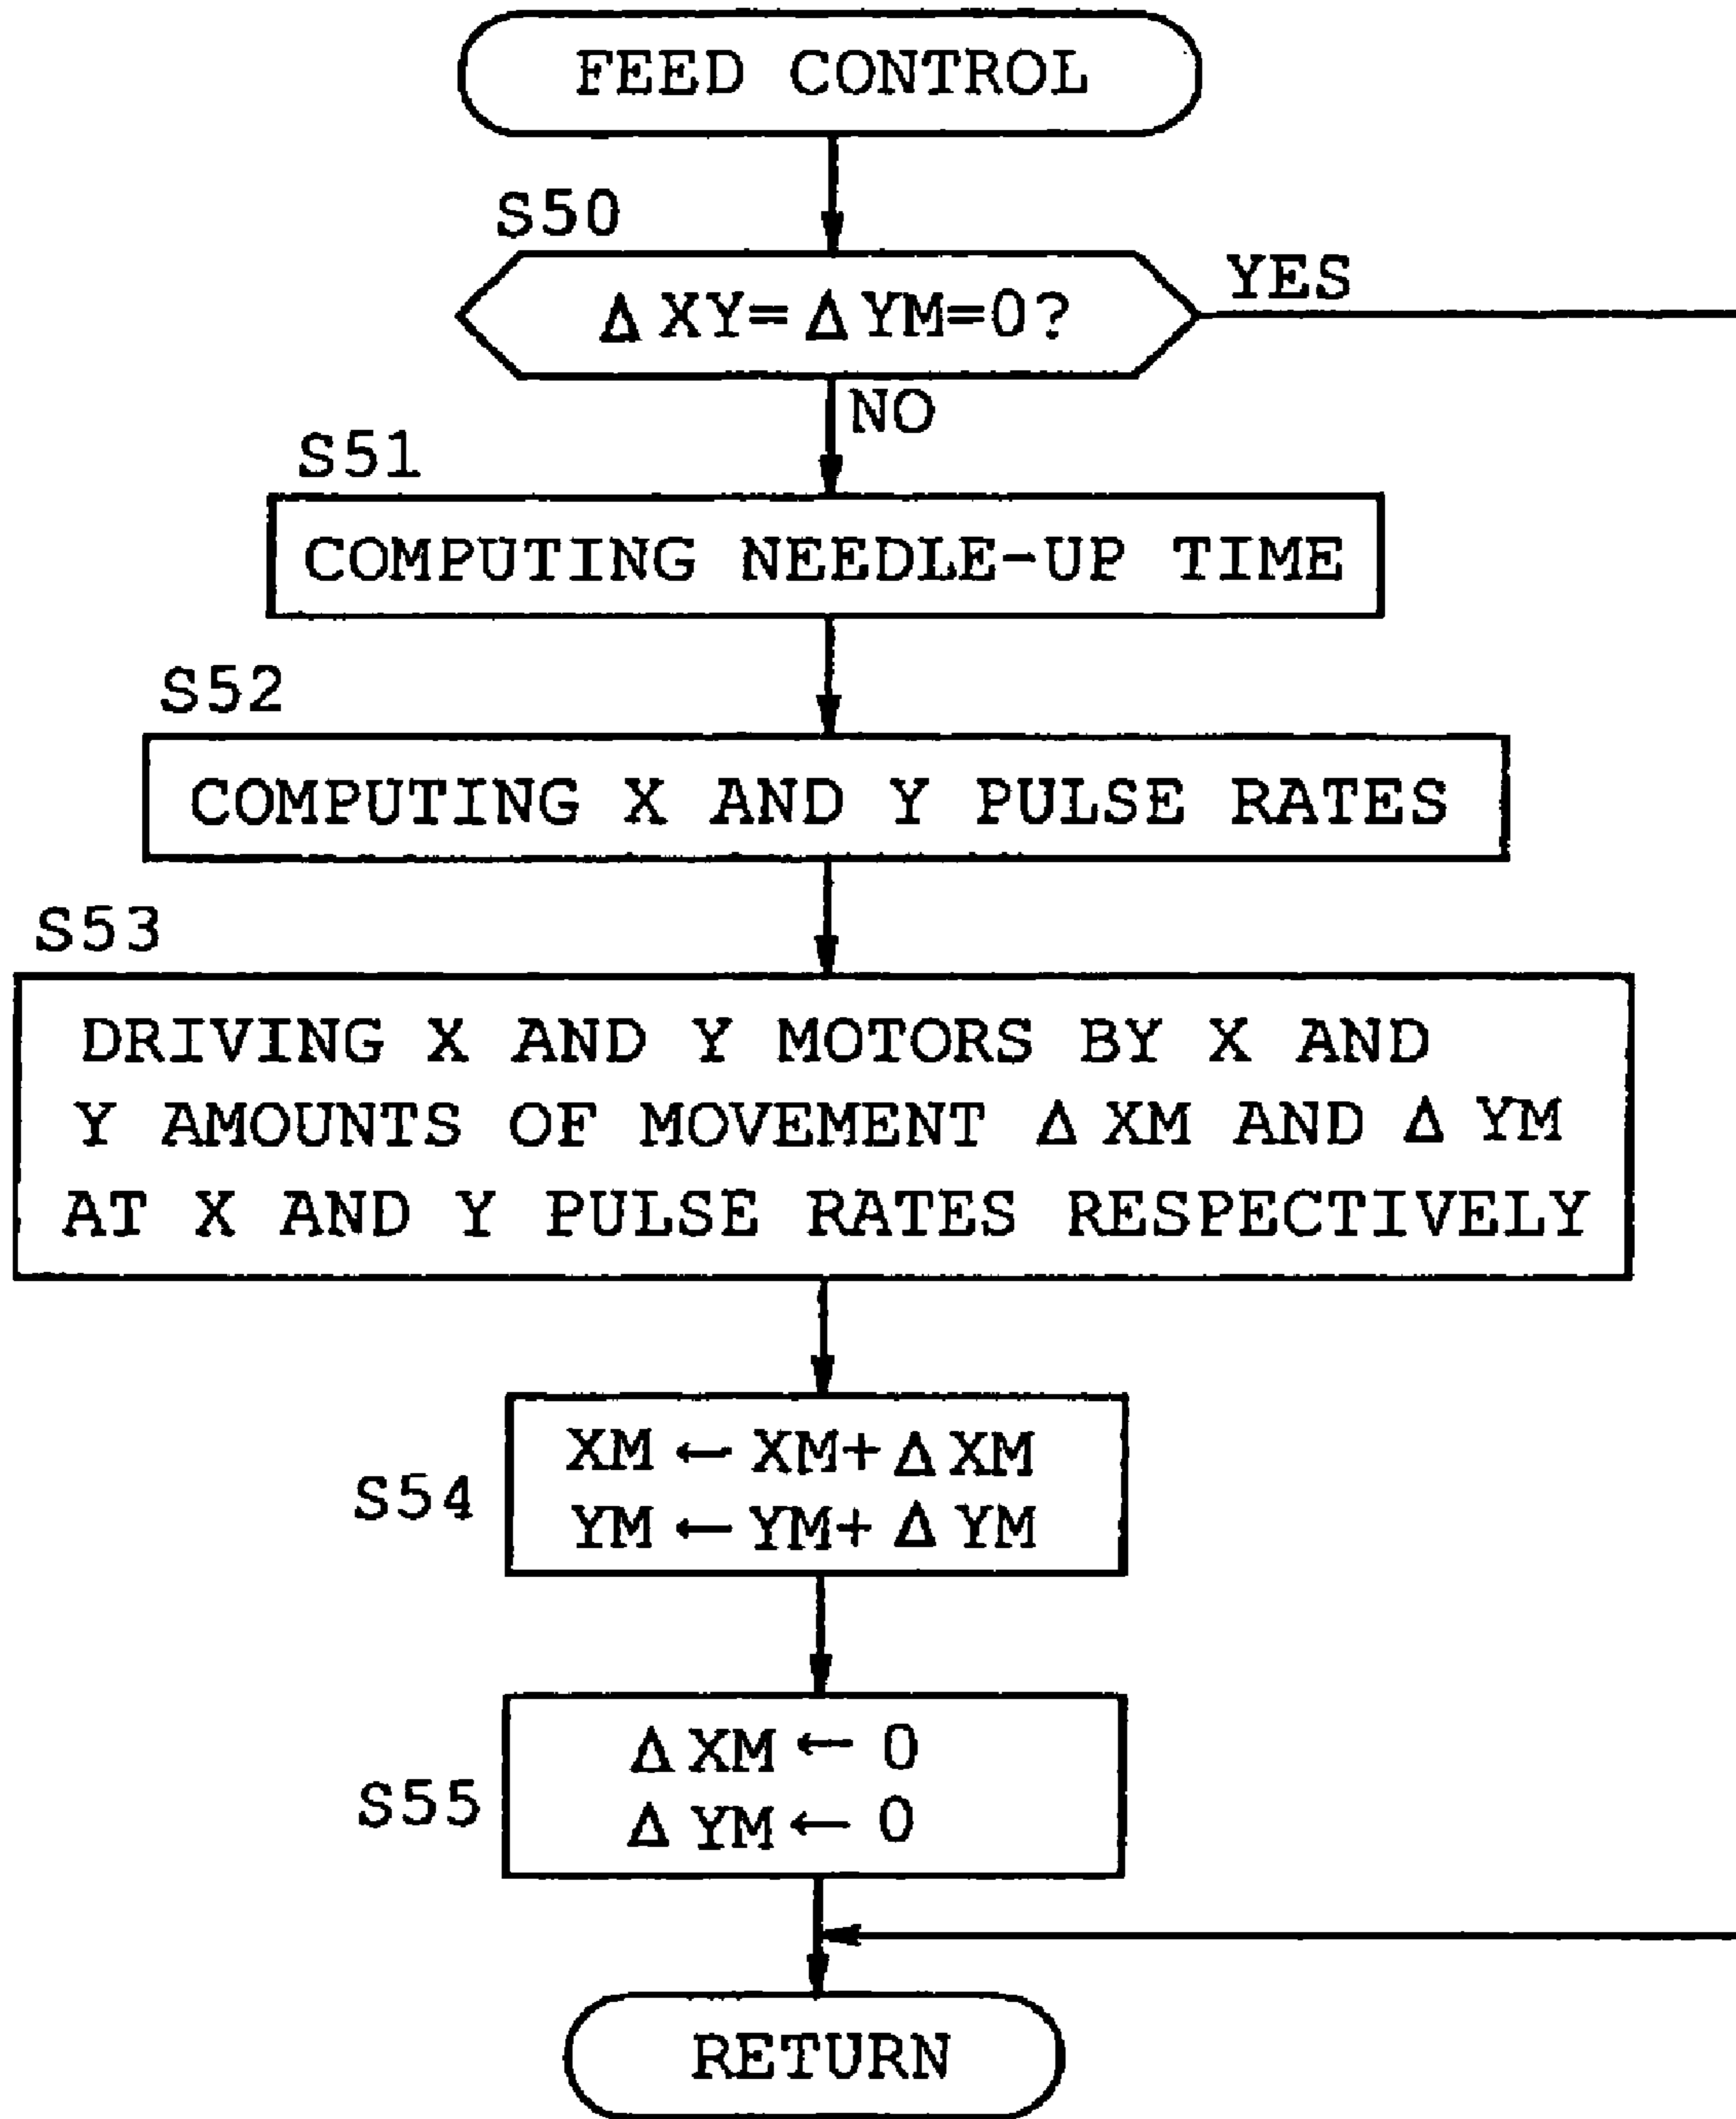 FEED CONTROL
S50
ΔXY=ΔYM=0?
YES
NO
S51
COMPUTING NEEDLE-UP TIME
S52
COMPUTING X AND Y PULSE RATES
S53
DRIVING X AND Y MOTORS BY X AND
Y AMOUNTS OF MOVEMENT ΔXM AND ΔYM
AT X AND Y PULSE RATES RESPECTIVELY
S54
XM←XM+ΔXM
YM←YM+ΔYM
S55
ΔXM←0
ΔYM←0
RETURN